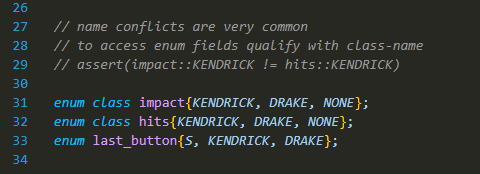 26
27 // name conflicts are very common
28 // to access enum fields qualify with class-name
29 // assert(impact::KENDRICK != hits::KENDRICK)
30
31 enum class impact{KENDRICK, DRAKE, NONE};
32 enum class hits{KENDRICK, DRAKE, NONE};
33 enum last_button{S, KENDRICK, DRAKE};
34